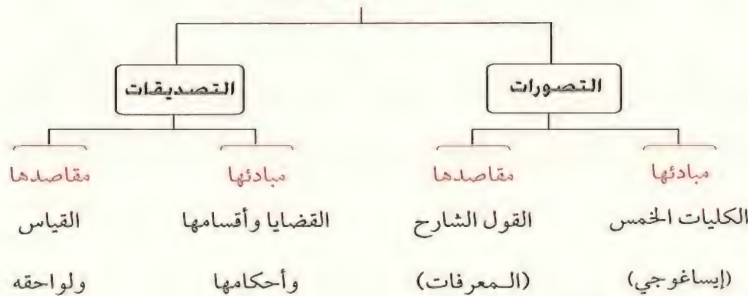 التصورات
التصديقات
مبادئها
مقاصدها
مبادئها
مقاصدها
الكليات الخمس
القول الشارح
القضايا وأقسامها
القياس
(إيساغوجي)
(المعرفات)
وأحكامها
ولواحقه